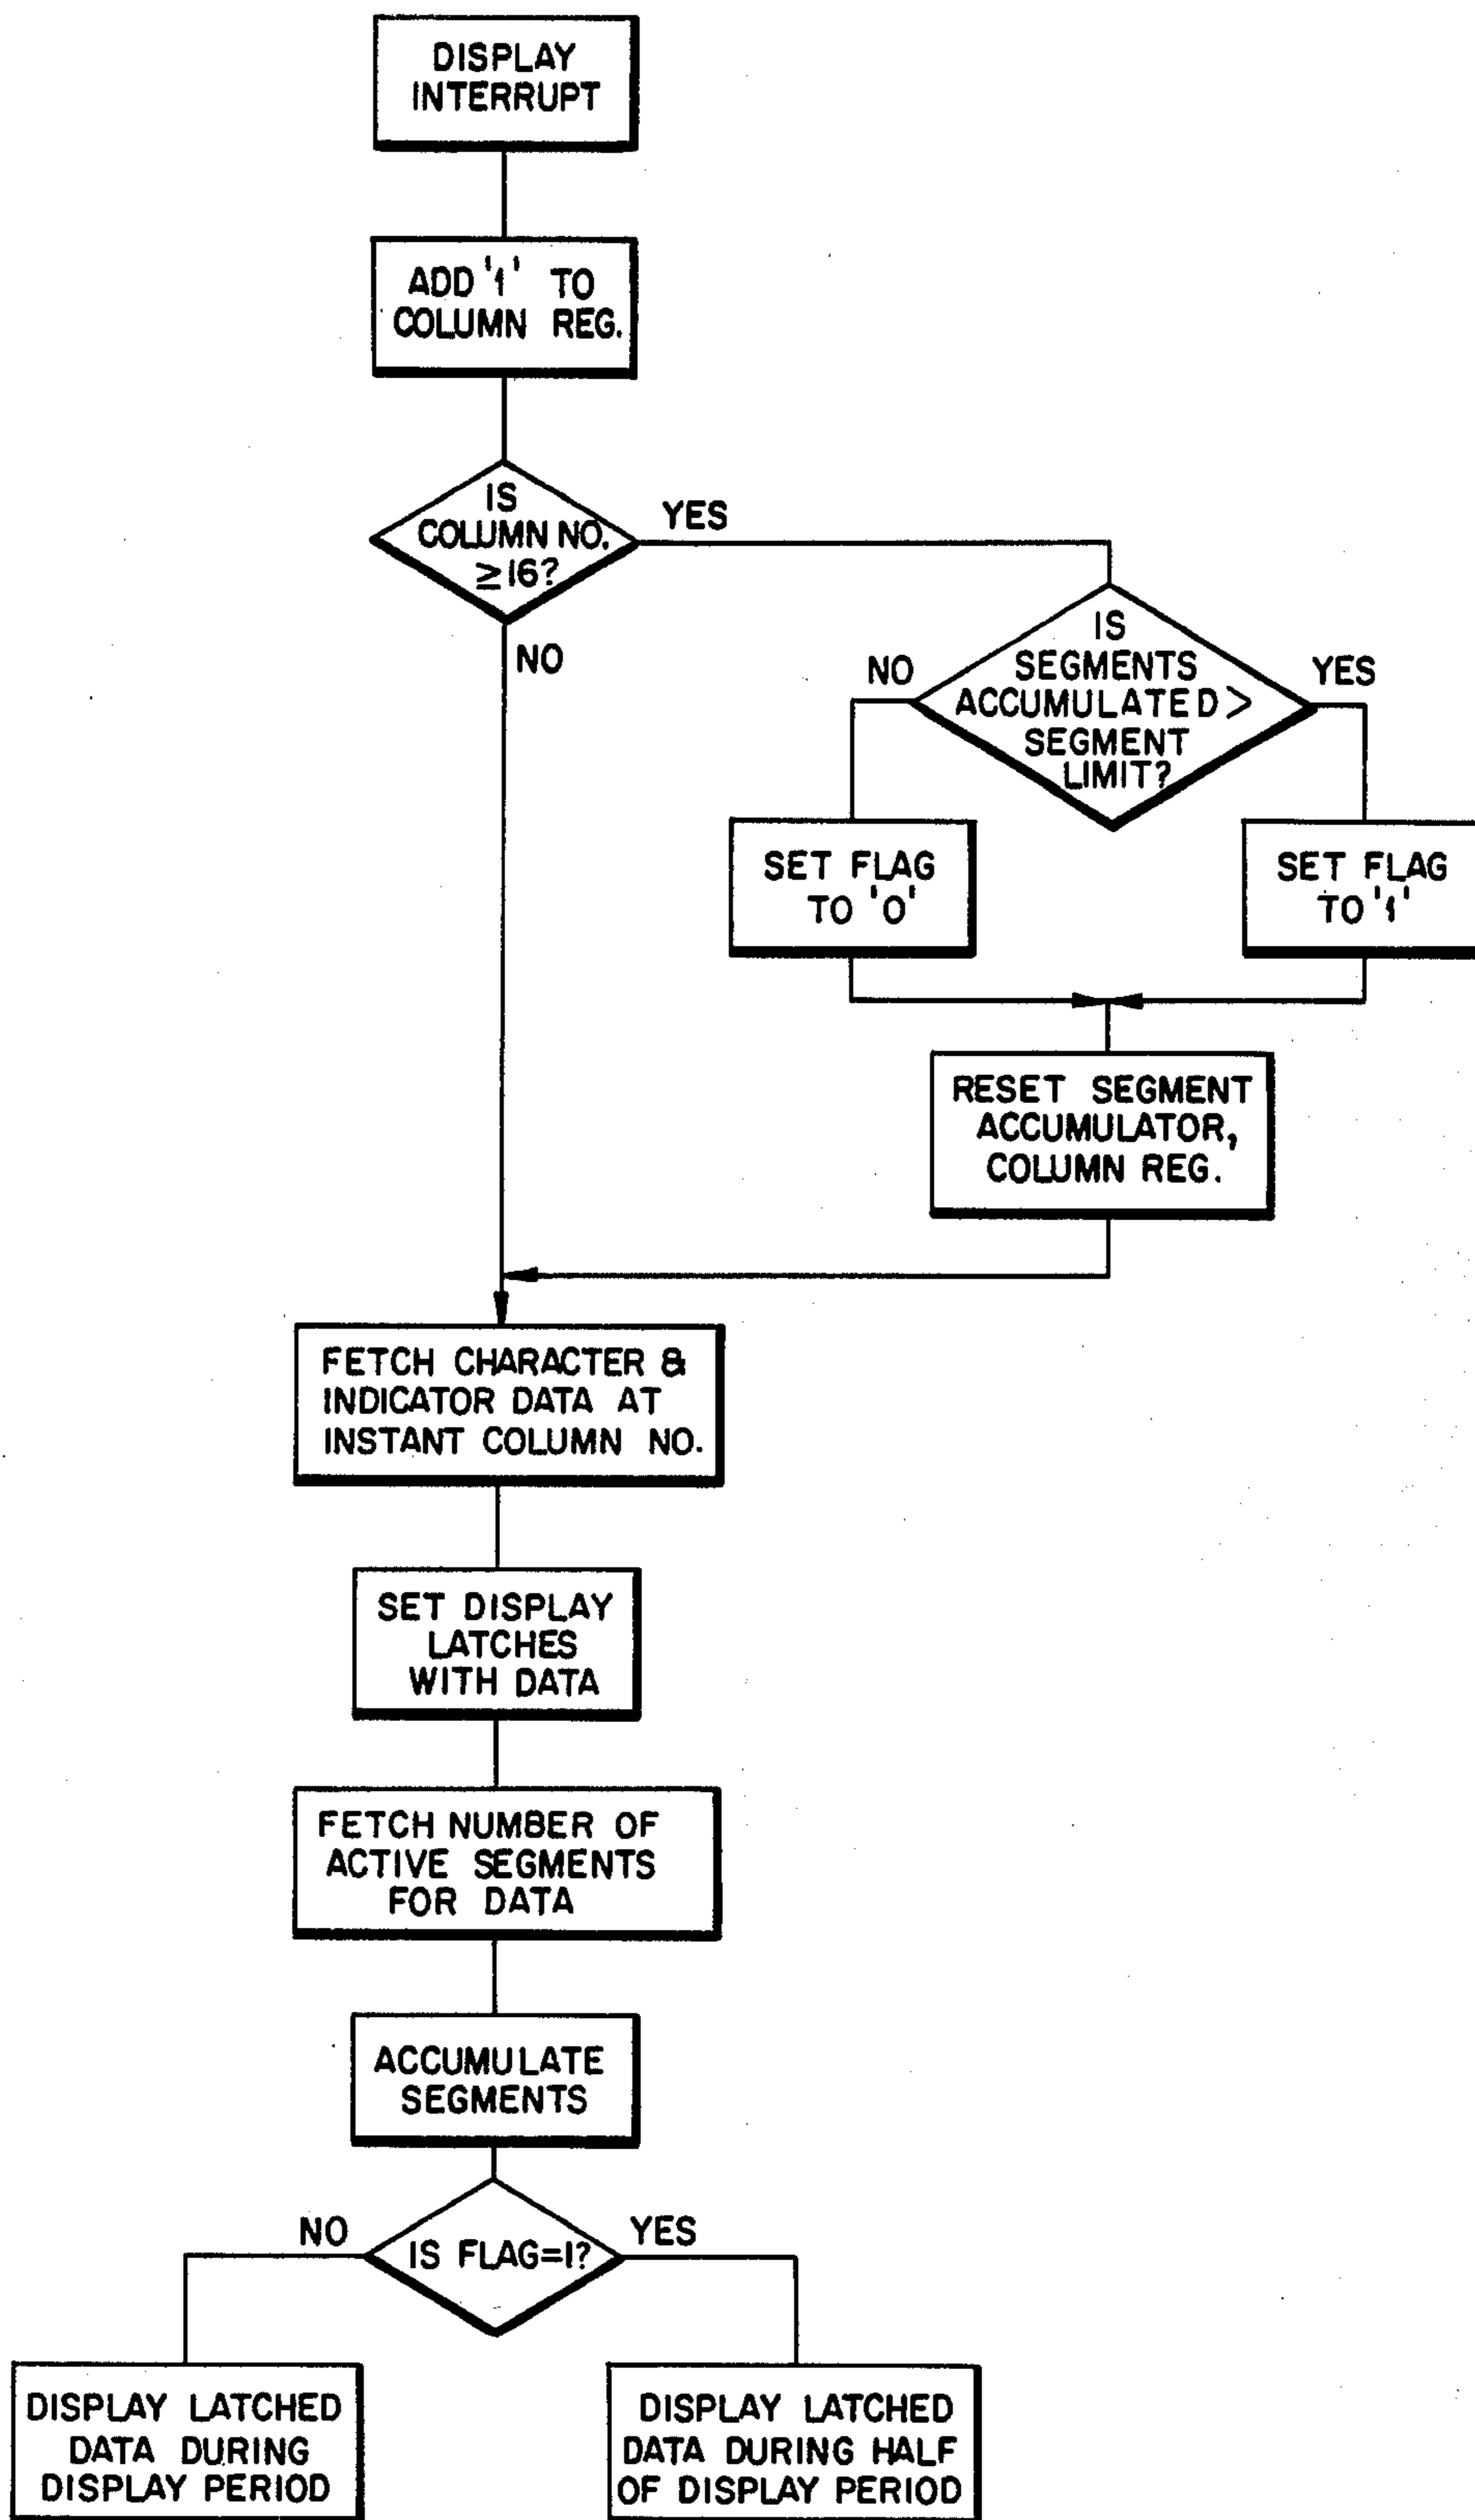 DISPLAY
INTERRUPT
ADD '1' TO
COLUMN REG.
IS
COLUMN NO.
≥16?
YES
NO
IS
SEGMENTS
ACCUMULATED >
SEGMENT
LIMIT?
NO
YES
SET FLAG
TO '0'
SET FLAG
TO '1'
RESET SEGMENT
ACCUMULATOR,
COLUMN REG.
FETCH CHARACTER &
INDICATOR DATA AT
INSTANT COLUMN NO.
SET DISPLAY
LATCHES
WITH DATA
FETCH NUMBER OF
ACTIVE SEGMENTS
FOR DATA
ACCUMULATE
SEGMENTS
NO
IS FLAG=1?
YES
DISPLAY LATCHED
DATA DURING
DISPLAY PERIOD
DISPLAY LATCHED
DATA DURING HALF
OF DISPLAY PERIOD